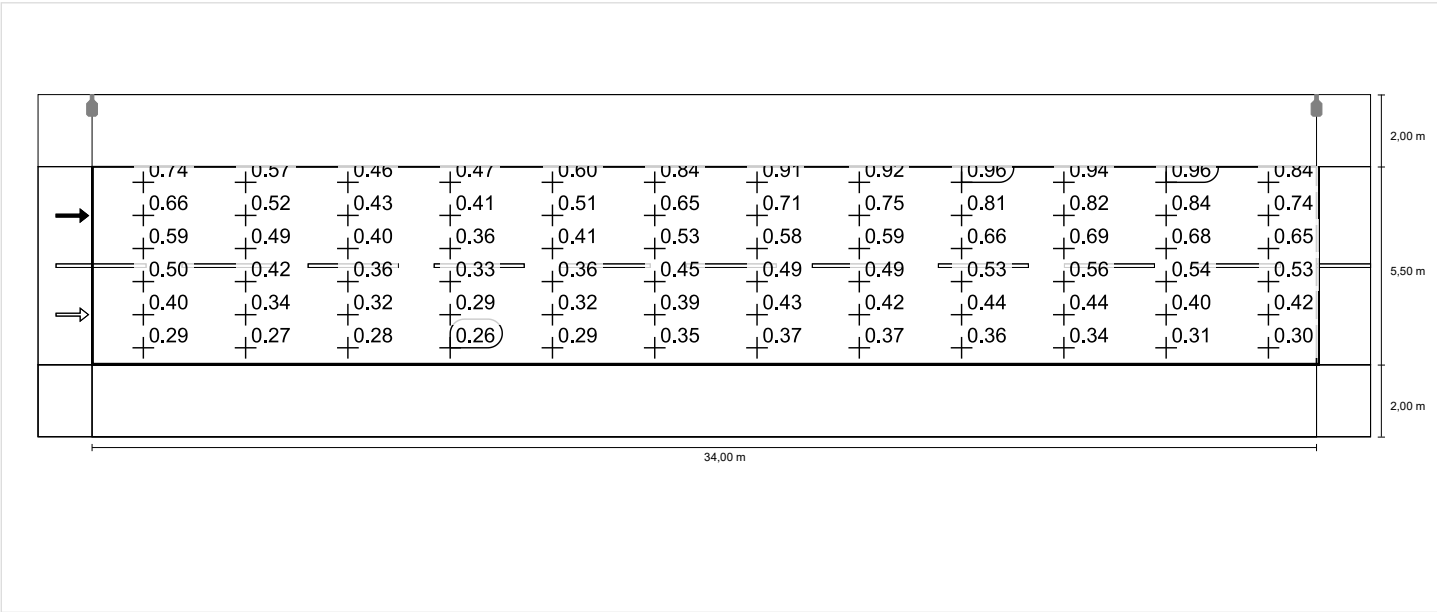 2,00 m
0.74 0.57 0.46 0.47 0.60 0.84 0.91 0.92 0.96 0.94 0.96 0.84
0.66 0.52 0.43 0.41 0.51 0.65 0.71 0.75 0.81 0.82 0.84 0.74
0.59 0.49 0.40 0.36 0.41 0.53 0.58 0.59 0.66 0.69 0.68 0.65
0.50 0.42 0.36 0.33 0.36 0.45 0.49 0.49 0.53 0.56 0.54 0.53
5,50 m
0.40 0.34 0.32 0.29 0.32 0.39 0.43 0.42 0.44 0.44 0.40 0.42
0.29 0.27 0.28 0.26 0.29 0.35 0.37 0.37 0.36 0.34 0.31 0.30
2,00 m
34,00 m